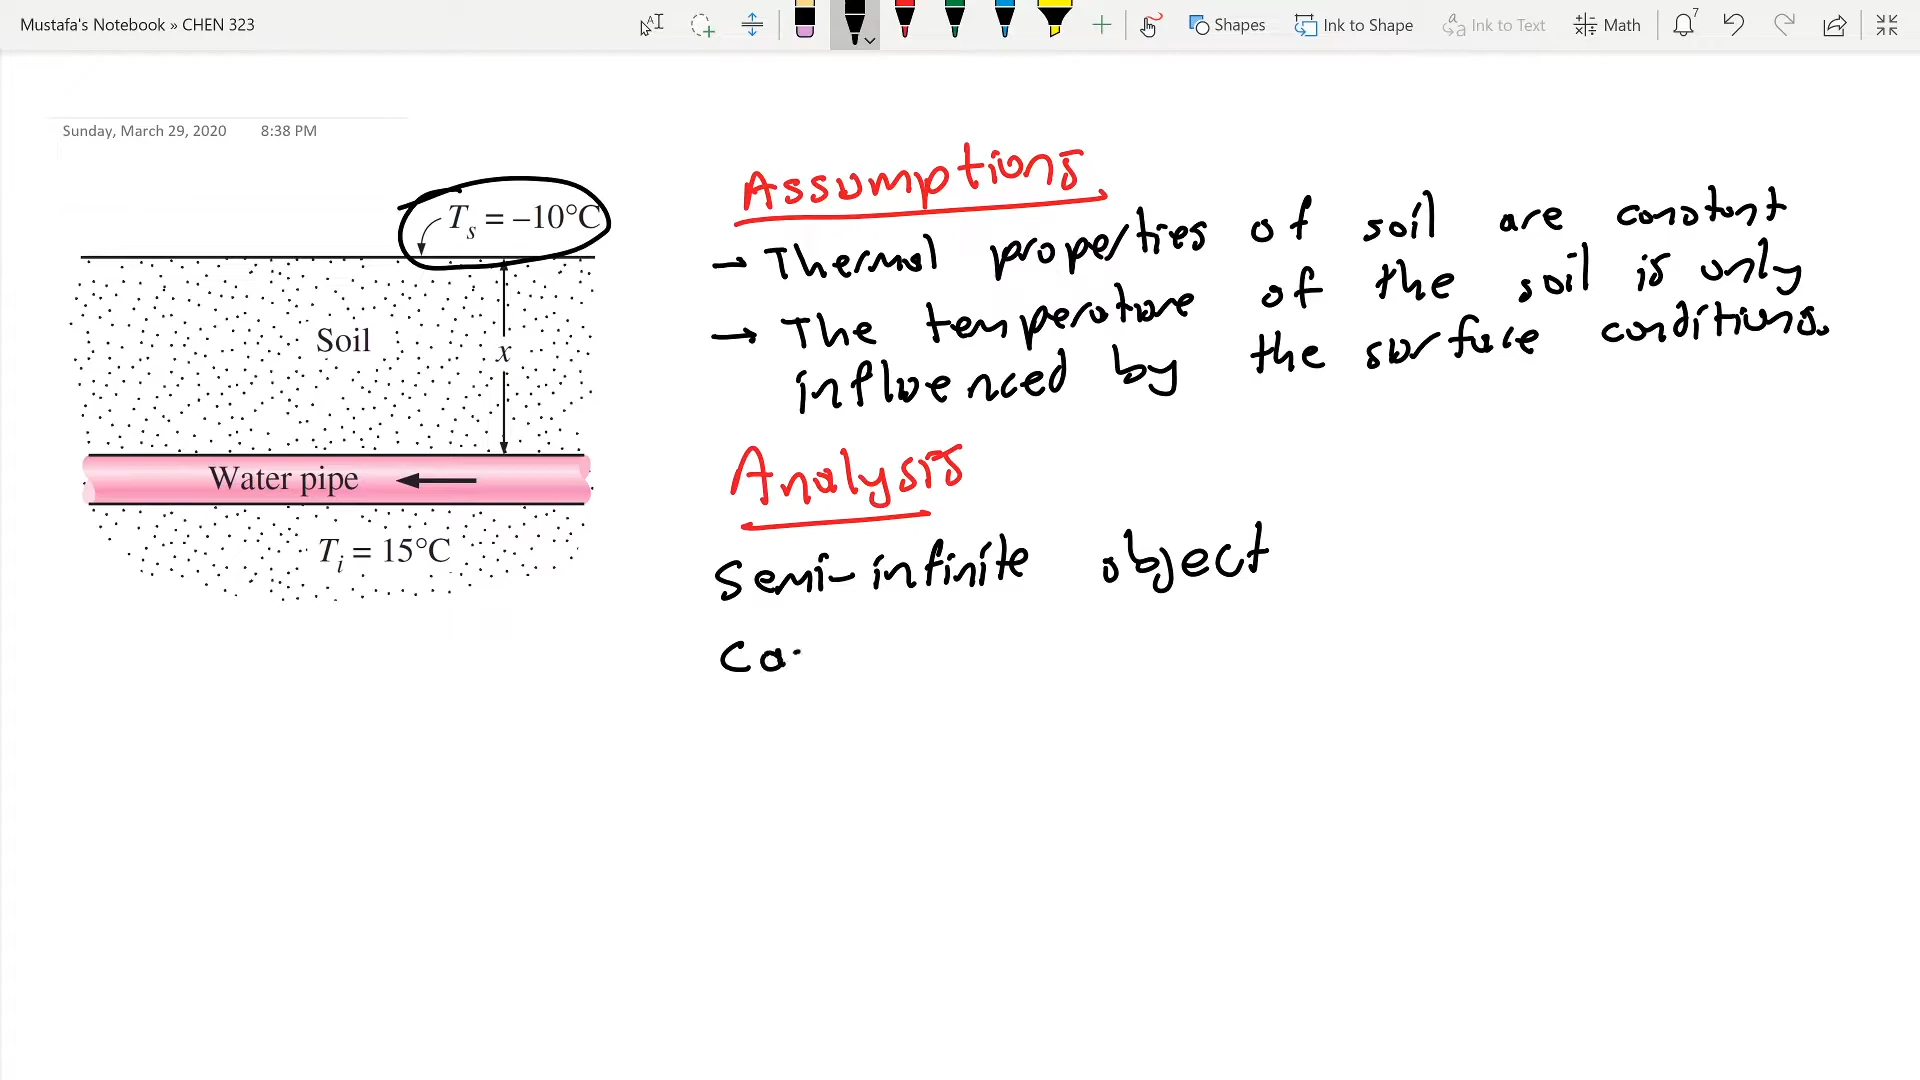 Mustafa's Notebook » CHEN 323
Shapes
Ink to Shape
Ink to Text
Math
7
Sunday, March 29, 2020 8:38 PM
Ts = –10°C
Soil
x
Water pipe
Ti = 15°C
Assumptions
→ Thermal properties of soil are constant
→ The temperature of the soil is only
influenced by the surface conditions.
Analysis
Semi-infinite object
Ca